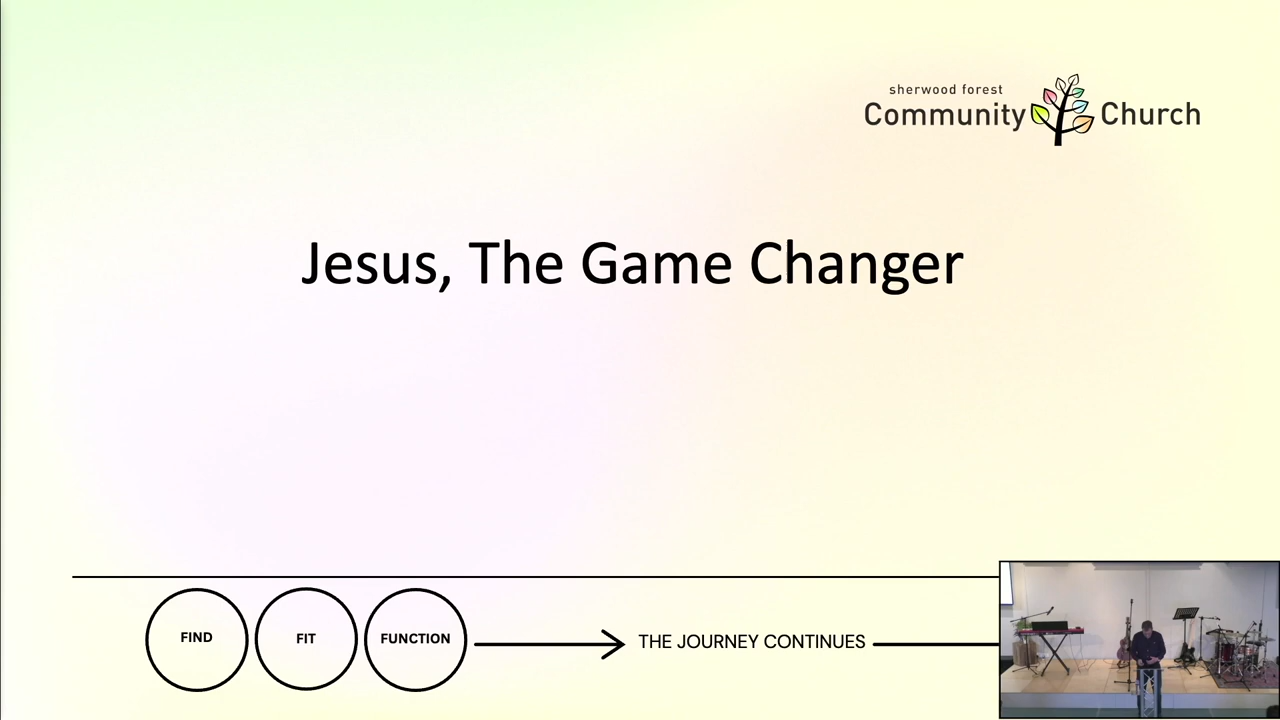 sherwood forest
Community Church
Jesus, The Game Changer
FIND
FIT
FUNCTION
THE JOURNEY CONTINUES